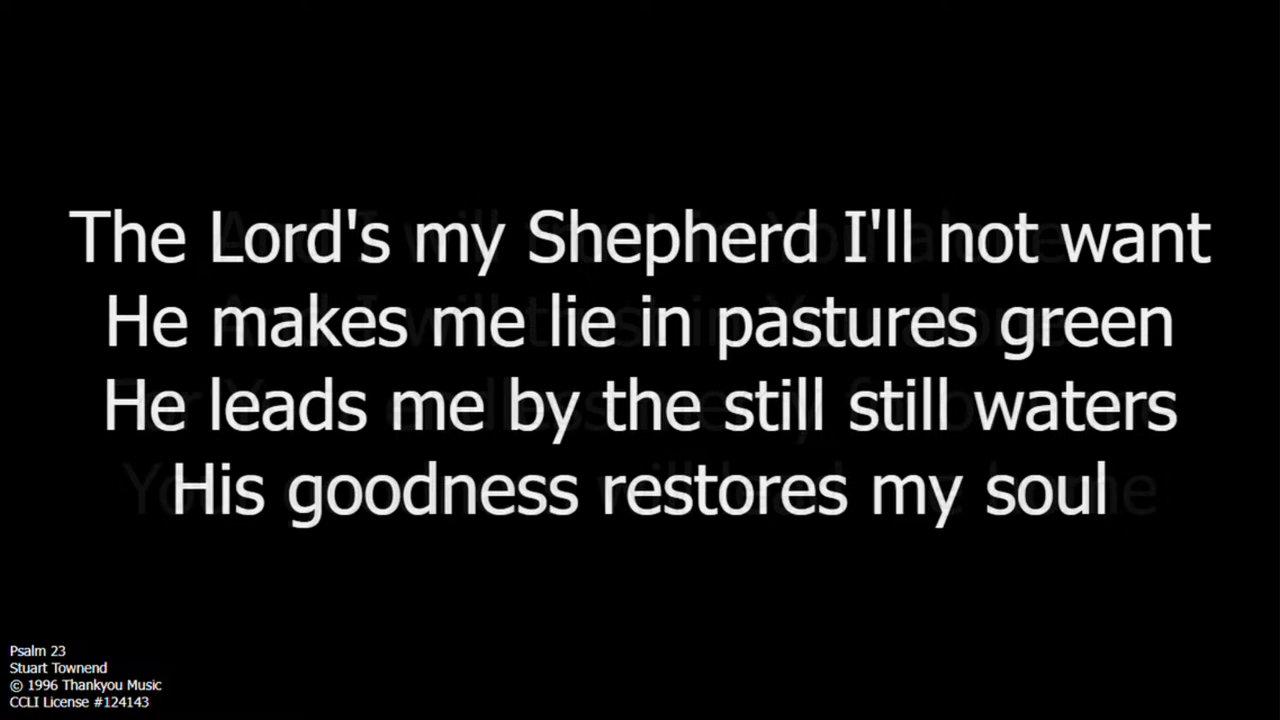 The Lord's my Shepherd I'll not want
He makes me lie in pastures green
He leads me by the still still waters
His goodness restores my soul
Psalm 23
Stuart Townend
© 1996 Thankyou Music
CCLI License #124143